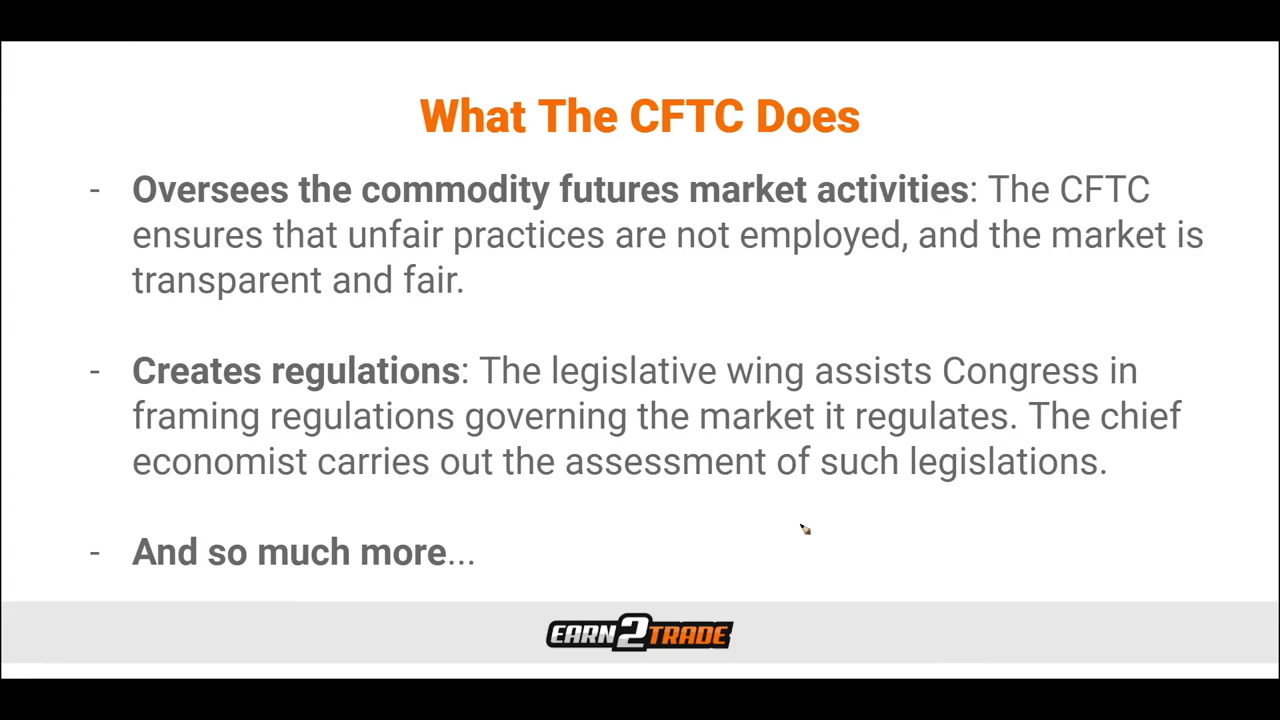 What The CFTC Does
- Oversees the commodity futures market activities: The CFTC
ensures that unfair practices are not employed, and the market is
transparent and fair.
- Creates regulations: The legislative wing assists Congress in
framing regulations governing the market it regulates. The chief
economist carries out the assessment of such legislations.
- And so much more...
EARN2TRADE